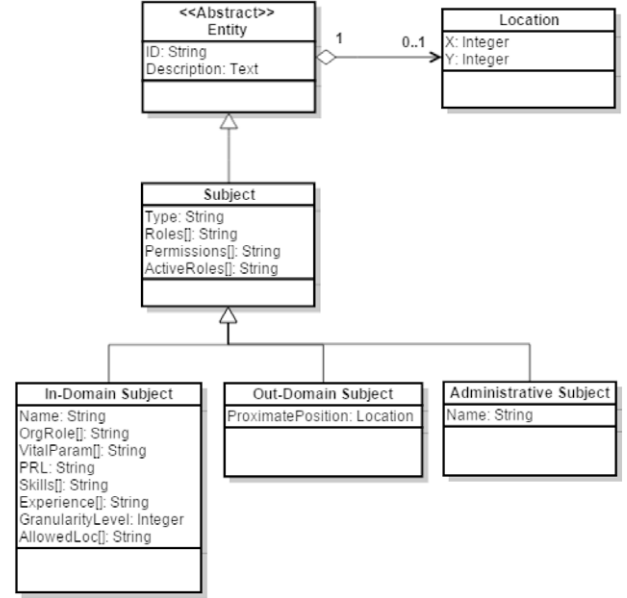 <<Abstract>>
Entity
ID: String
Description: Text
1
0..1
Location
X: Integer
Y: Integer
Subject
Type: String
Roles[]: String
Permissions[]: String
ActiveRoles[]: String
In-Domain Subject
Name: String
OrgRole[]: String
VitalParam[]: String
PRL: String
Skills[]: String
Experience[]: String
GranularityLevel: Integer
AllowedLoc[]: String
Out-Domain Subject
ProximatePosition: Location
Administrative Subject
Name: String